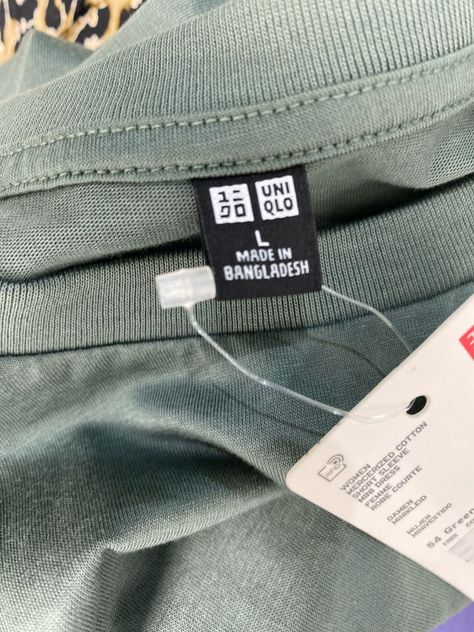 ユニ UNI
クロ QLO
L
MADE IN
BANGLADESH
RFID
WOMEN
MERCERIZED COTTON
SHORT SLEEVE
MINI DRESS
FEMME
ROBE COURTE
DAMEN
MINIKLEID
MUJER
MINIVESTIDO
54 Green